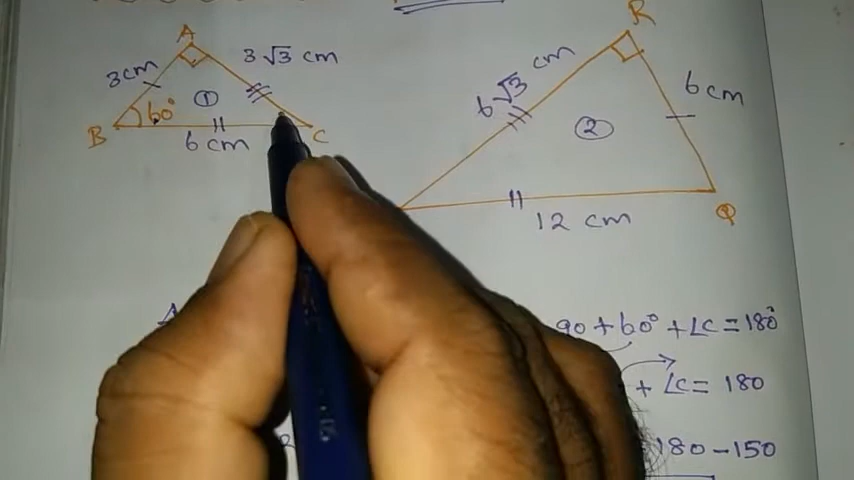 A
3cm
3√3 cm
1
60°
B
6 cm
C
R
6√3 cm
6 cm
2
12 cm
Q
90 + 60° + ∠C = 180°
+ ∠C = 180
180 - 150